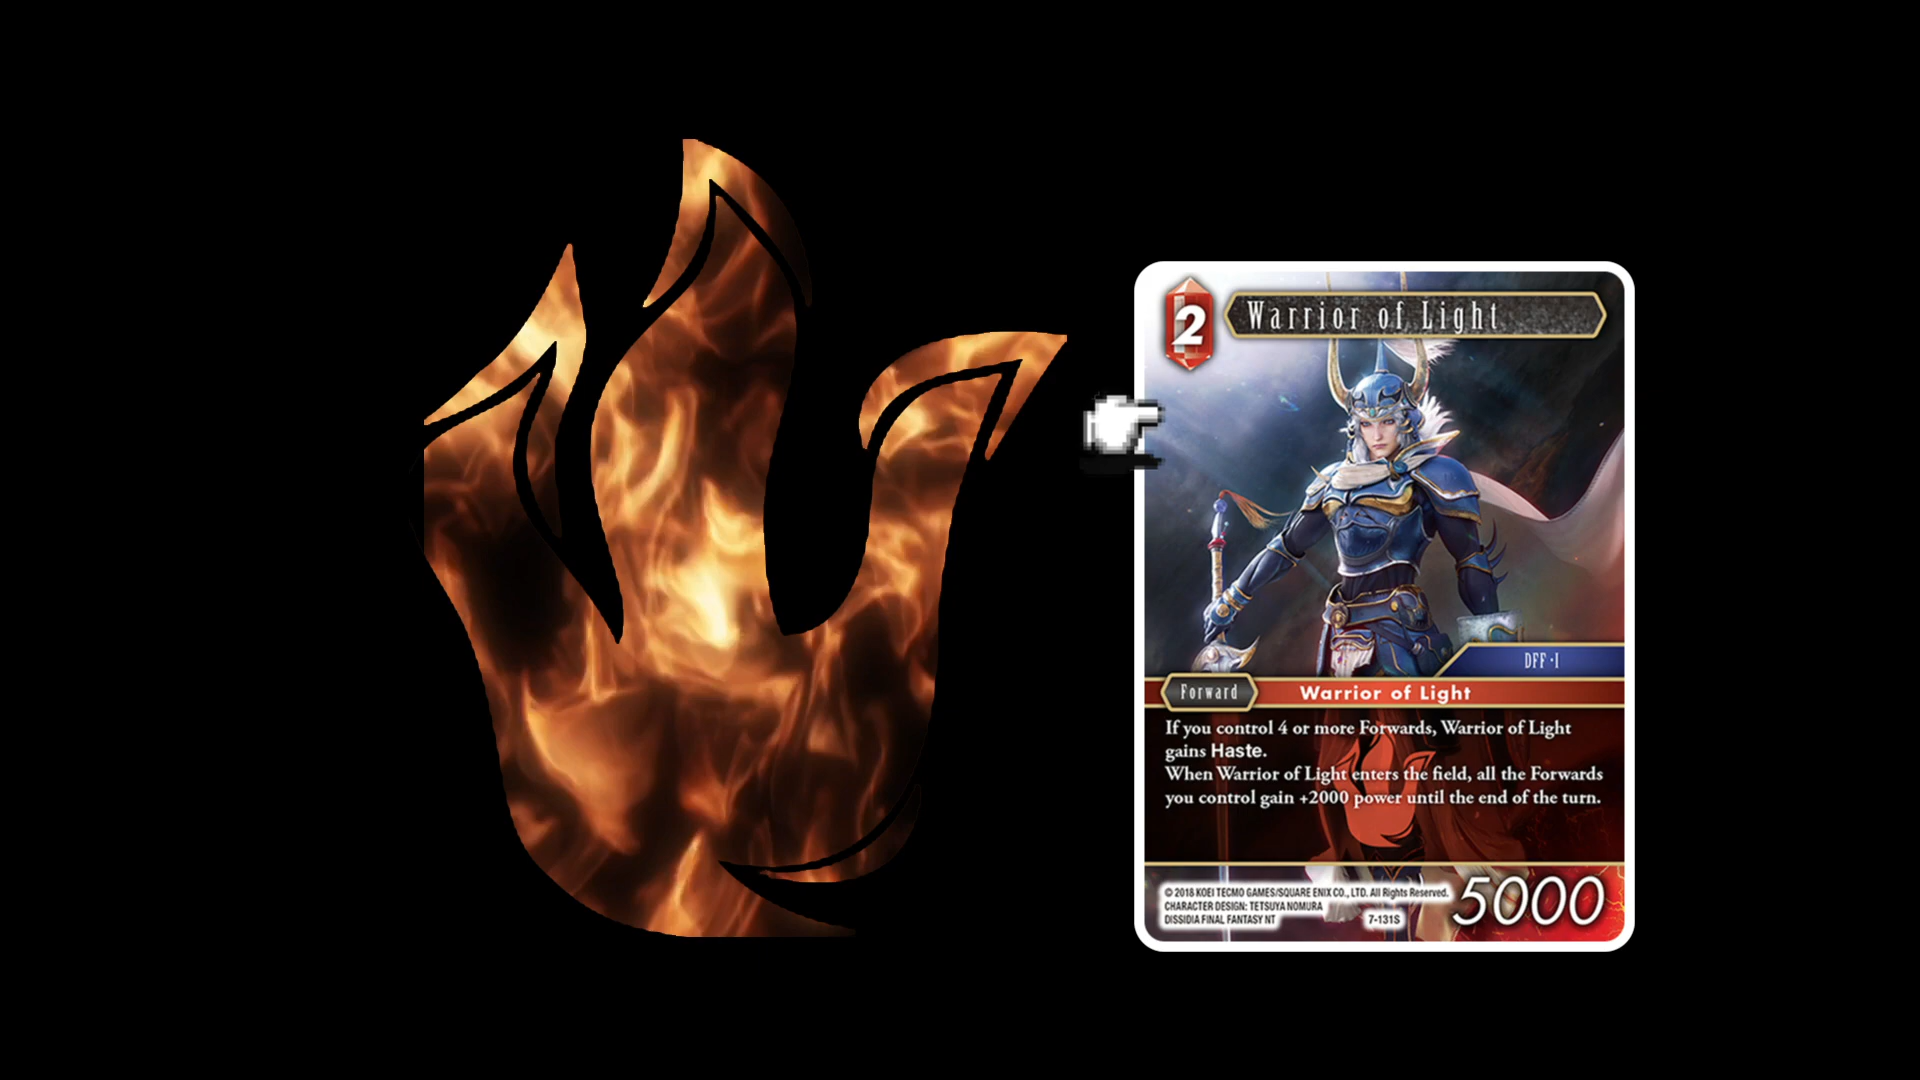 2
Warrior of Light
DFF·I
Forward
Warrior of Light
If you control 4 or more Forwards, Warrior of Light
gains Haste.
When Warrior of Light enters the field, all the Forwards
you control gain +2000 power until the end of the turn.
© 2018 KOEI TECMO GAMES/SQUARE ENIX CO., LTD. All Rights Reserved.
CHARACTER DESIGN: TETSUYA NOMURA
DISSIDIA FINAL FANTASY NT
7-131S
5000